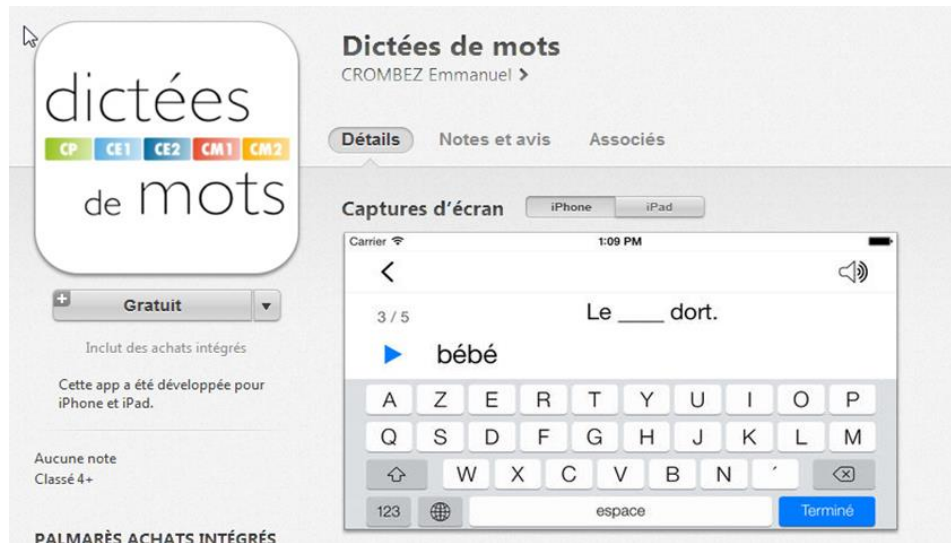 dictées
CP CE1 CE2 CM1 CM2
de mots
Gratuit
Inclut des achats intégrés
Cette app a été développée pour
iPhone et iPad.
Aucune note
Classé 4+
PALMARÈS ACHATS INTÉGRÉS
Dictées de mots
CROMBEZ Emmanuel
Détails Notes et avis Associés
Captures d'écran iPhone iPad
Carrier 1:09 PM
3 / 5 Le ____ dort.
bébé
A Z E R T Y U I O P
Q S D F G H J K L M
W X C V B N ´
123 espace Terminé